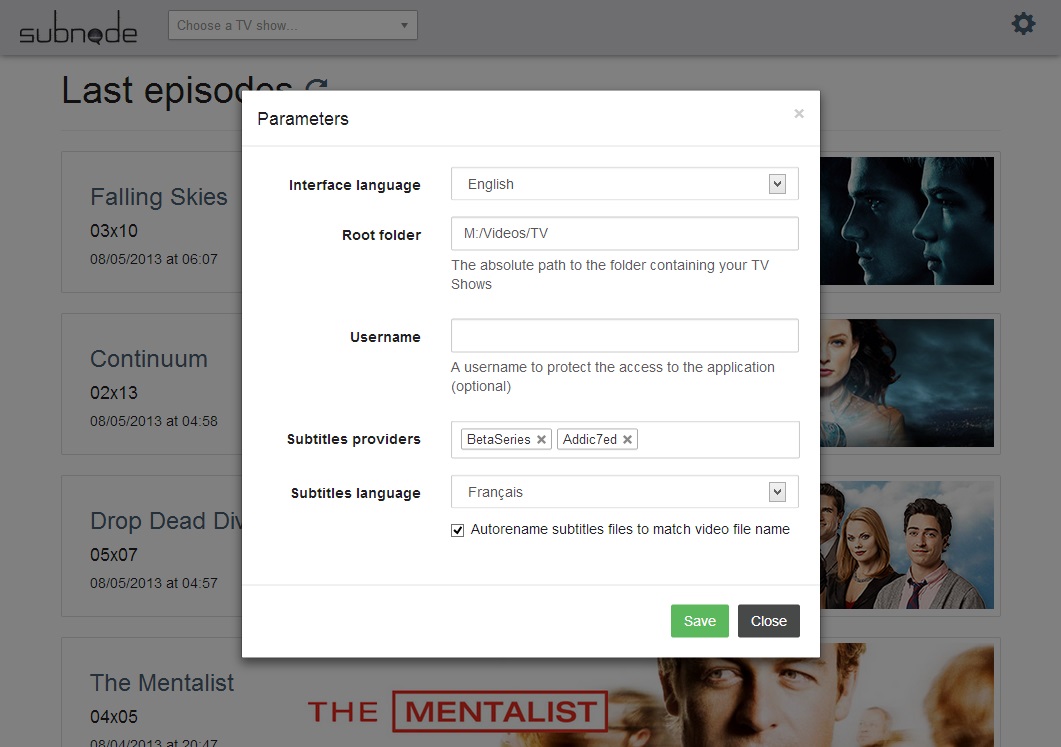 subnode
Choose a TV show...
Last episodes
Parameters
×
Interface language
English
Root folder
M:/Videos/TV
The absolute path to the folder containing your TV
Shows
Username
A username to protect the access to the application
(optional)
Subtitles providers
BetaSeries ×
Addic7ed ×
Subtitles language
Français
Autorename subtitles files to match video file name
Save
Close
Falling Skies
03x10
08/05/2013 at 06:07
Continuum
02x13
08/05/2013 at 04:58
Drop Dead Div
05x07
08/05/2013 at 04:57
The Mentalist
04x05
08/04/2013 at 20:47
THE MENTALIST